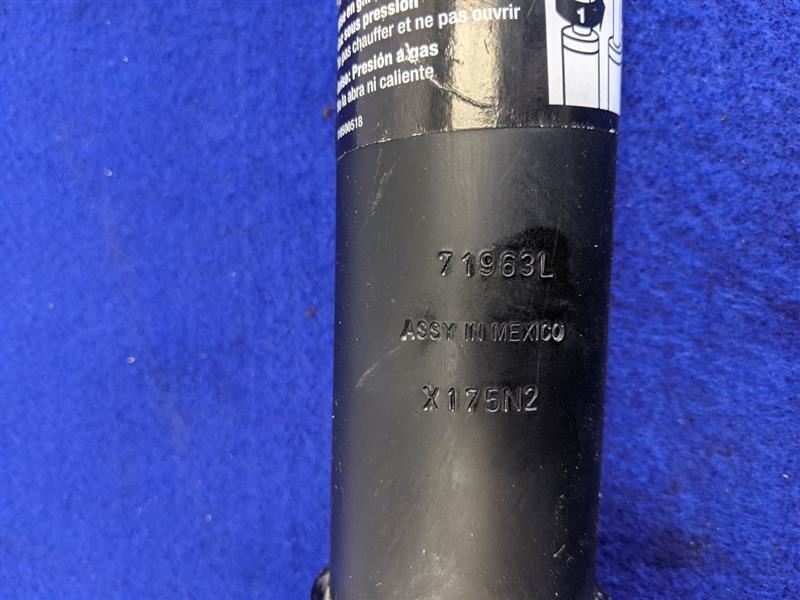 sous pression
pas chauffer et ne pas ouvrir
Presión a gas
la abra ni caliente
1
71963L
ASSY IN MEXICO
X175N2